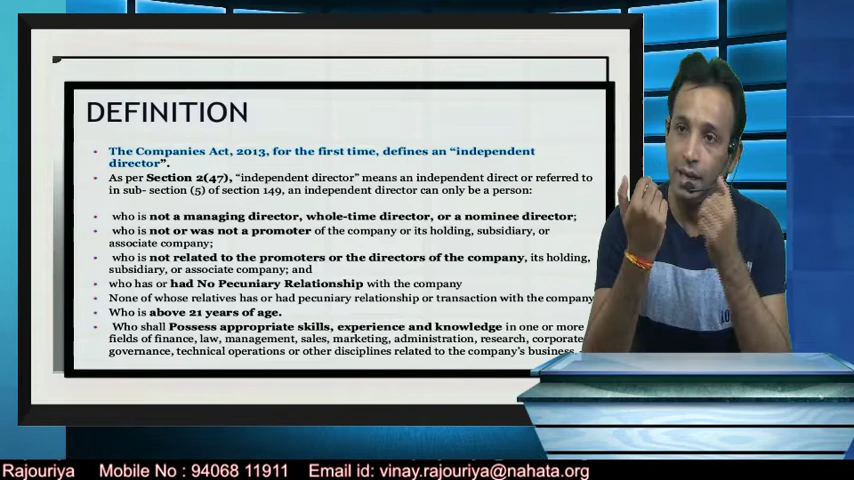 DEFINITION
• The Companies Act, 2013, for the first time, defines an “independent
director”.
• As per Section 2(47), “independent director” means an independent direct or referred to
in sub- section (5) of section 149, an independent director can only be a person:
• who is not a managing director, whole-time director, or a nominee director;
• who is not or was not a promoter of the company or its holding, subsidiary, or
associate company;
• who is not related to the promoters or the directors of the company, its holding,
subsidiary, or associate company; and
• who has or had No Pecuniary Relationship with the company
• None of whose relatives has or had pecuniary relationship or transaction with the company
• Who is above 21 years of age.
• Who shall Possess appropriate skills, experience and knowledge in one or more
fields of finance, law, management, sales, marketing, administration, research, corporate
governance, technical operations or other disciplines related to the company’s business.
Rajouriya Mobile No : 94068 11911 Email id: vinay.rajouriya@nahata.org